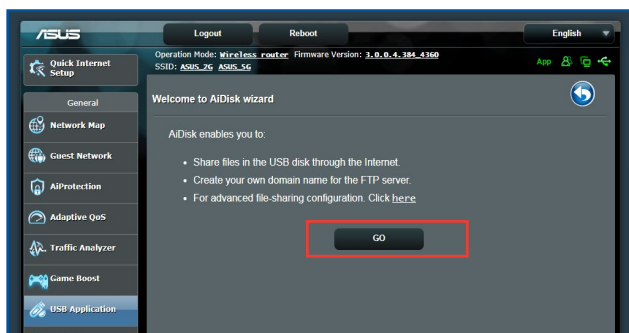 ASUS
Logout
Reboot
English
Quick Internet
Setup
Operation Mode: Wireless router Firmware Version: 3.0.0.4.384_4360
SSID: ASUS_2G ASUS_5G
App
General
Network Map
Guest Network
AiProtection
Adaptive QoS
Traffic Analyzer
Game Boost
USB Application
Welcome to AiDisk wizard
AiDisk enables you to:
• Share files in the USB disk through the Internet.
• Create your own domain name for the FTP server.
• For advanced file-sharing configuration. Click here
GO